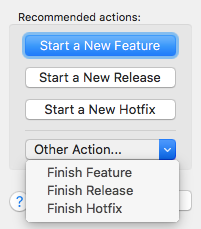 Recommended actions:
Start a New Feature
Start a New Release
Start a New Hotfix
Other Action...
Finish Feature
Finish Release
Finish Hotfix
?